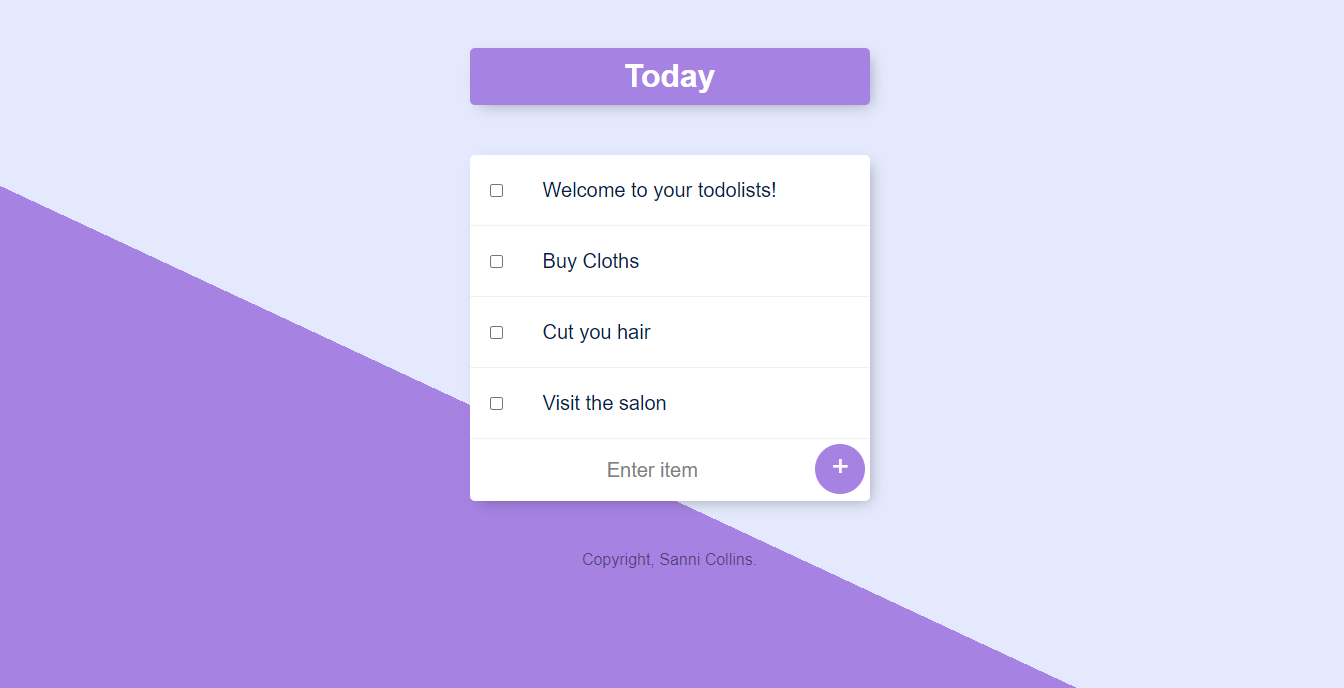 Today
Welcome to your todolists!
Buy Cloths
Cut you hair
Visit the salon
Enter item
+
Copyright, Sanni Collins.